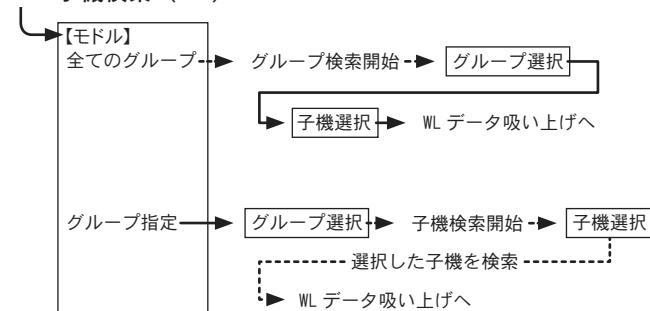 【モドル】
全てのグループ グループ検索開始 グループ選択
子機選択 WL データ吸い上げへ
グループ指定 グループ選択 子機検索開始 子機選択
選択した子機を検索
WL データ吸い上げへ